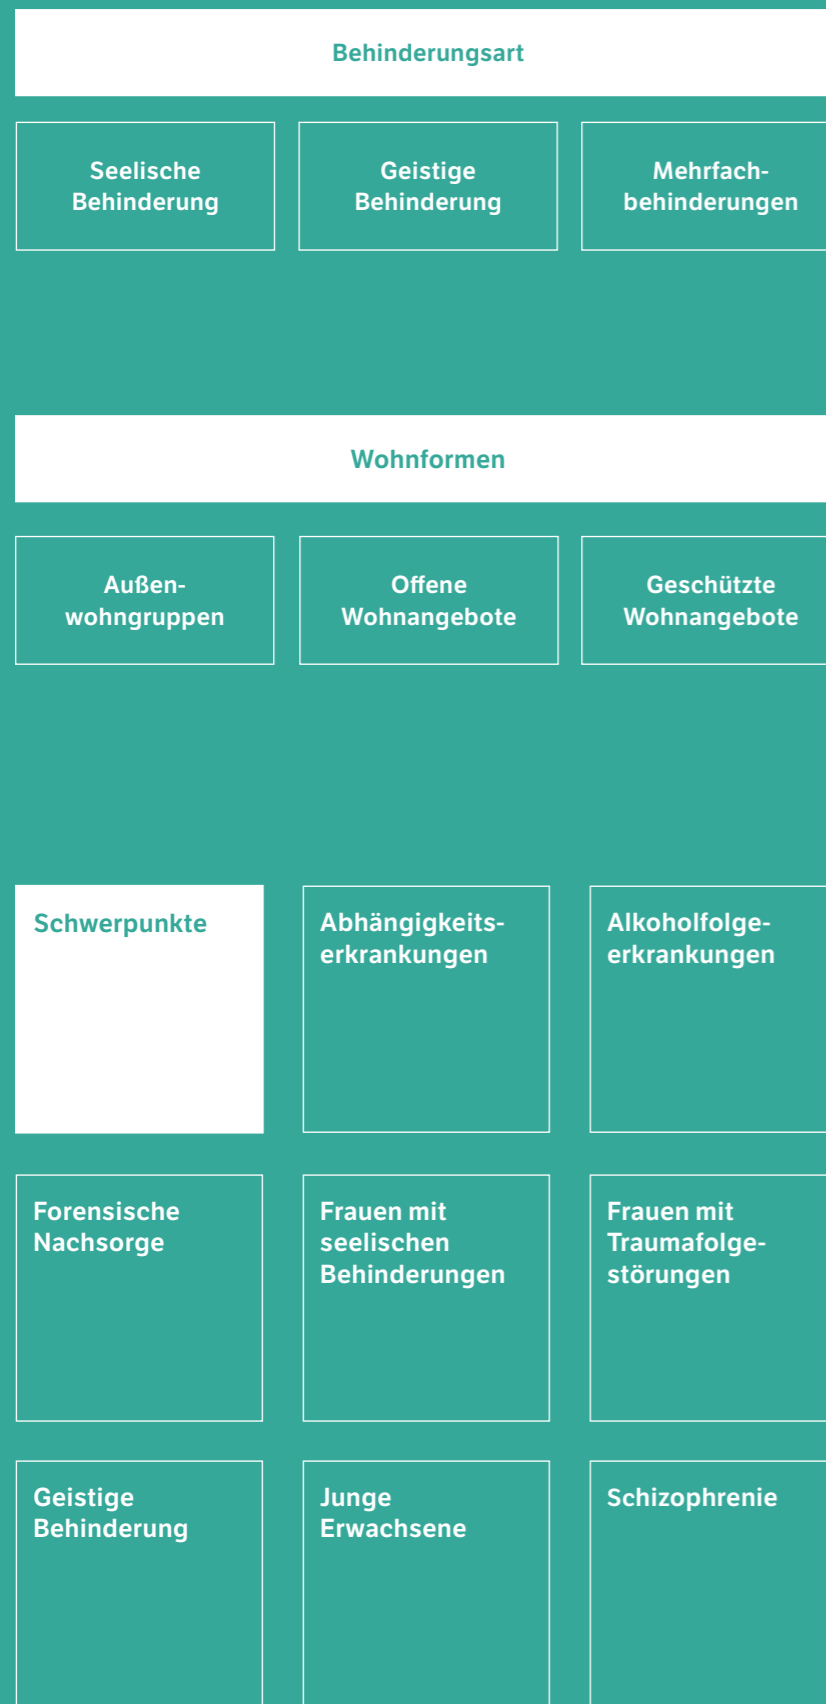 Behinderungsart
Seelische
Behinderung
Geistige
Behinderung
Mehrfach-
behinderungen
Wohnformen
Außen-
wohngruppen
Offene
Wohnangebote
Geschützte
Wohnangebote
Schwerpunkte
Abhängigkeits-
erkrankungen
Alkoholfolge-
erkrankungen
Forensische
Nachsorge
Frauen mit
seelischen
Behinderungen
Frauen mit
Traumafolge-
störungen
Geistige
Behinderung
Junge
Erwachsene
Schizophrenie